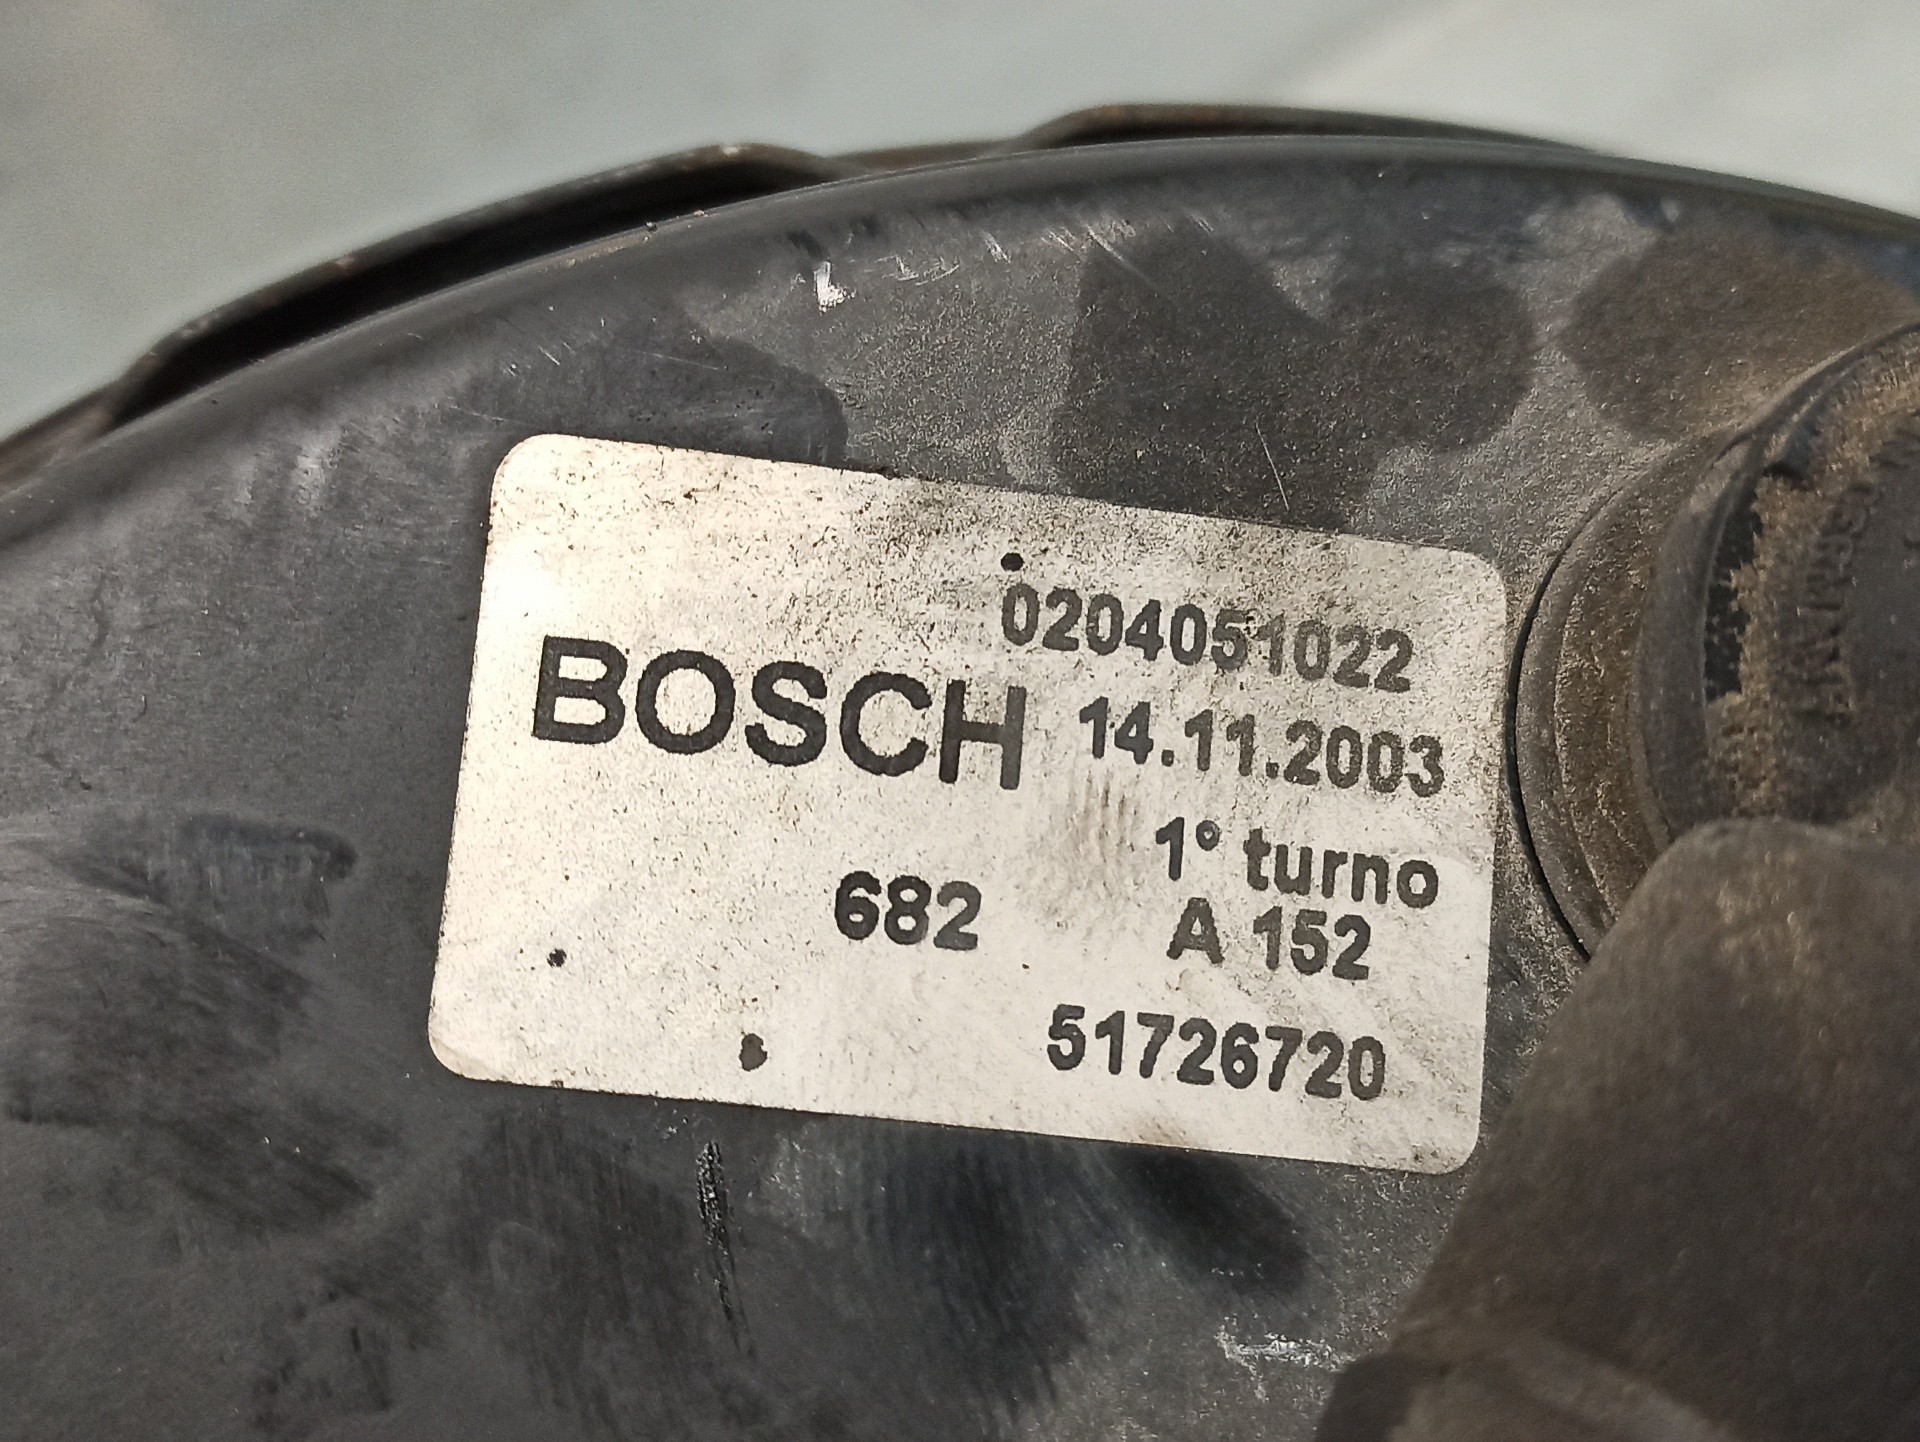 0204051022
BOSCH 14.11.2003
1° turno
682 A 152
51726720